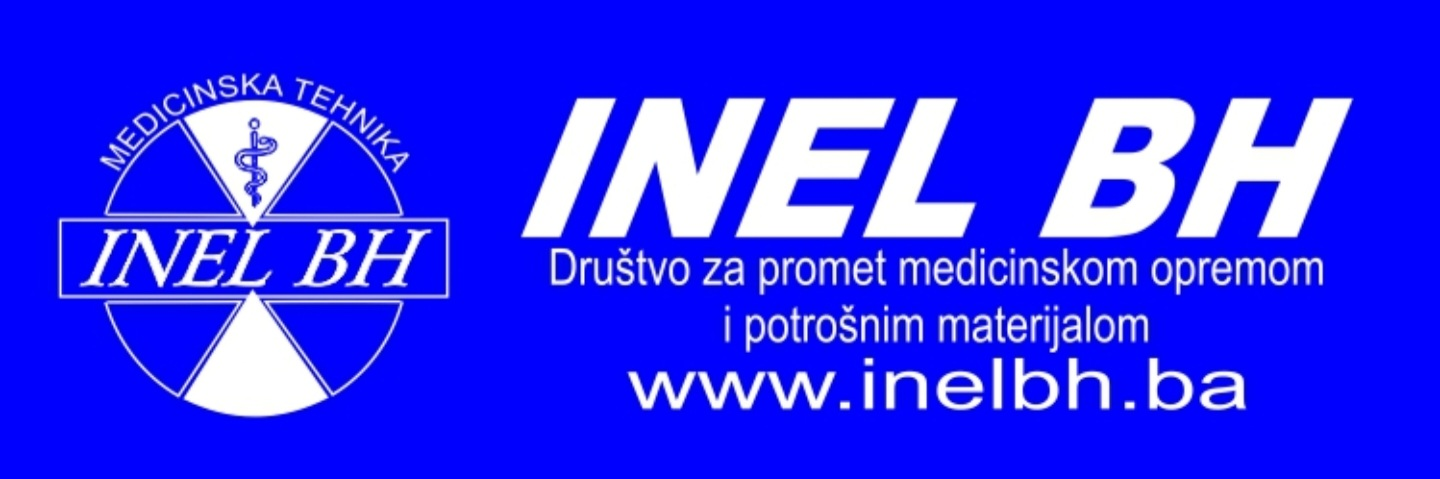 MEDICINSKA TEHNIKA
INEL BH
INEL BH
Društvo za promet medicinskom opremom
i potrošnim materijalom
www.inelbh.ba